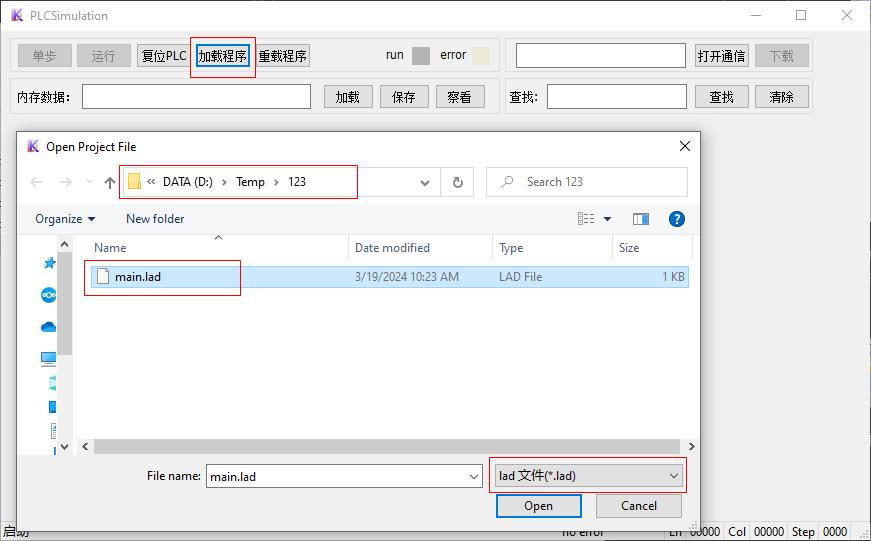 PLCSimulation
单步 运行 复位PLC 加载程序 重载程序 run error 打开通信 下载
内存数据: 加载 保存 察看 查找: 查找 清除
Open Project File
« DATA (D:) › Temp › 123 Search 123
Organize New folder
Name Date modified Type Size
main.lad 3/19/2024 10:23 AM LAD File 1 KB
File name: main.lad lad 文件(*.lad)
Open Cancel
启动 no error Ln 00000 Col 00000 Step 0000